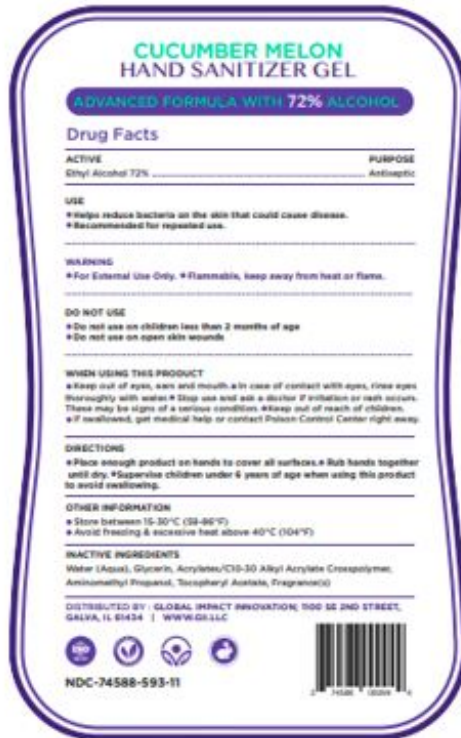 CUCUMBER MELON
HAND SANITIZER GEL
ADVANCED FORMULA WITH 72% ALCOHOL
Drug Facts
ACTIVE PURPOSE
Ethyl Alcohol 72% Antiseptic
USE
Helps reduce bacteria on the skin that could cause disease.
Recommended for repeated use.
WARNING
For External Use Only. Flammable, keep away from heat or flame.
DO NOT USE
Do not use on children less than 2 months of age
Do not use on open skin wounds
WHEN USING THIS PRODUCT
Keep out of eyes, ears and mouth. In case of contact with eyes, rinse eyes
thoroughly with water. Stop use and ask a doctor if irritation or rash occurs.
These may be signs of a serious condition. Keep out of reach of children.
If swallowed, get medical help or contact Poison Control Center right away.
DIRECTIONS
Place enough product on hands to cover all surfaces. Rub hands together
until dry. Supervise children under 6 years of age when using this product
to avoid swallowing.
OTHER INFORMATION
Store between 15-30°C (59-86°F)
Avoid freezing & excessive heat above 40°C (104°F)
INACTIVE INGREDIENTS
Water (Aqua), Glycerin, Acrylates/C10-30 Alkyl Acrylate Crosspolymer,
Aminomethyl Propanol, Tocopheryl Acetate, Fragrance(s)
DISTRIBUTED BY : GLOBAL IMPACT INNOVATION; 1100 SE 2ND STREET,
GALVA, IL 61434 | WWW.GII.LLC
ISO
NDC-74588-593-11